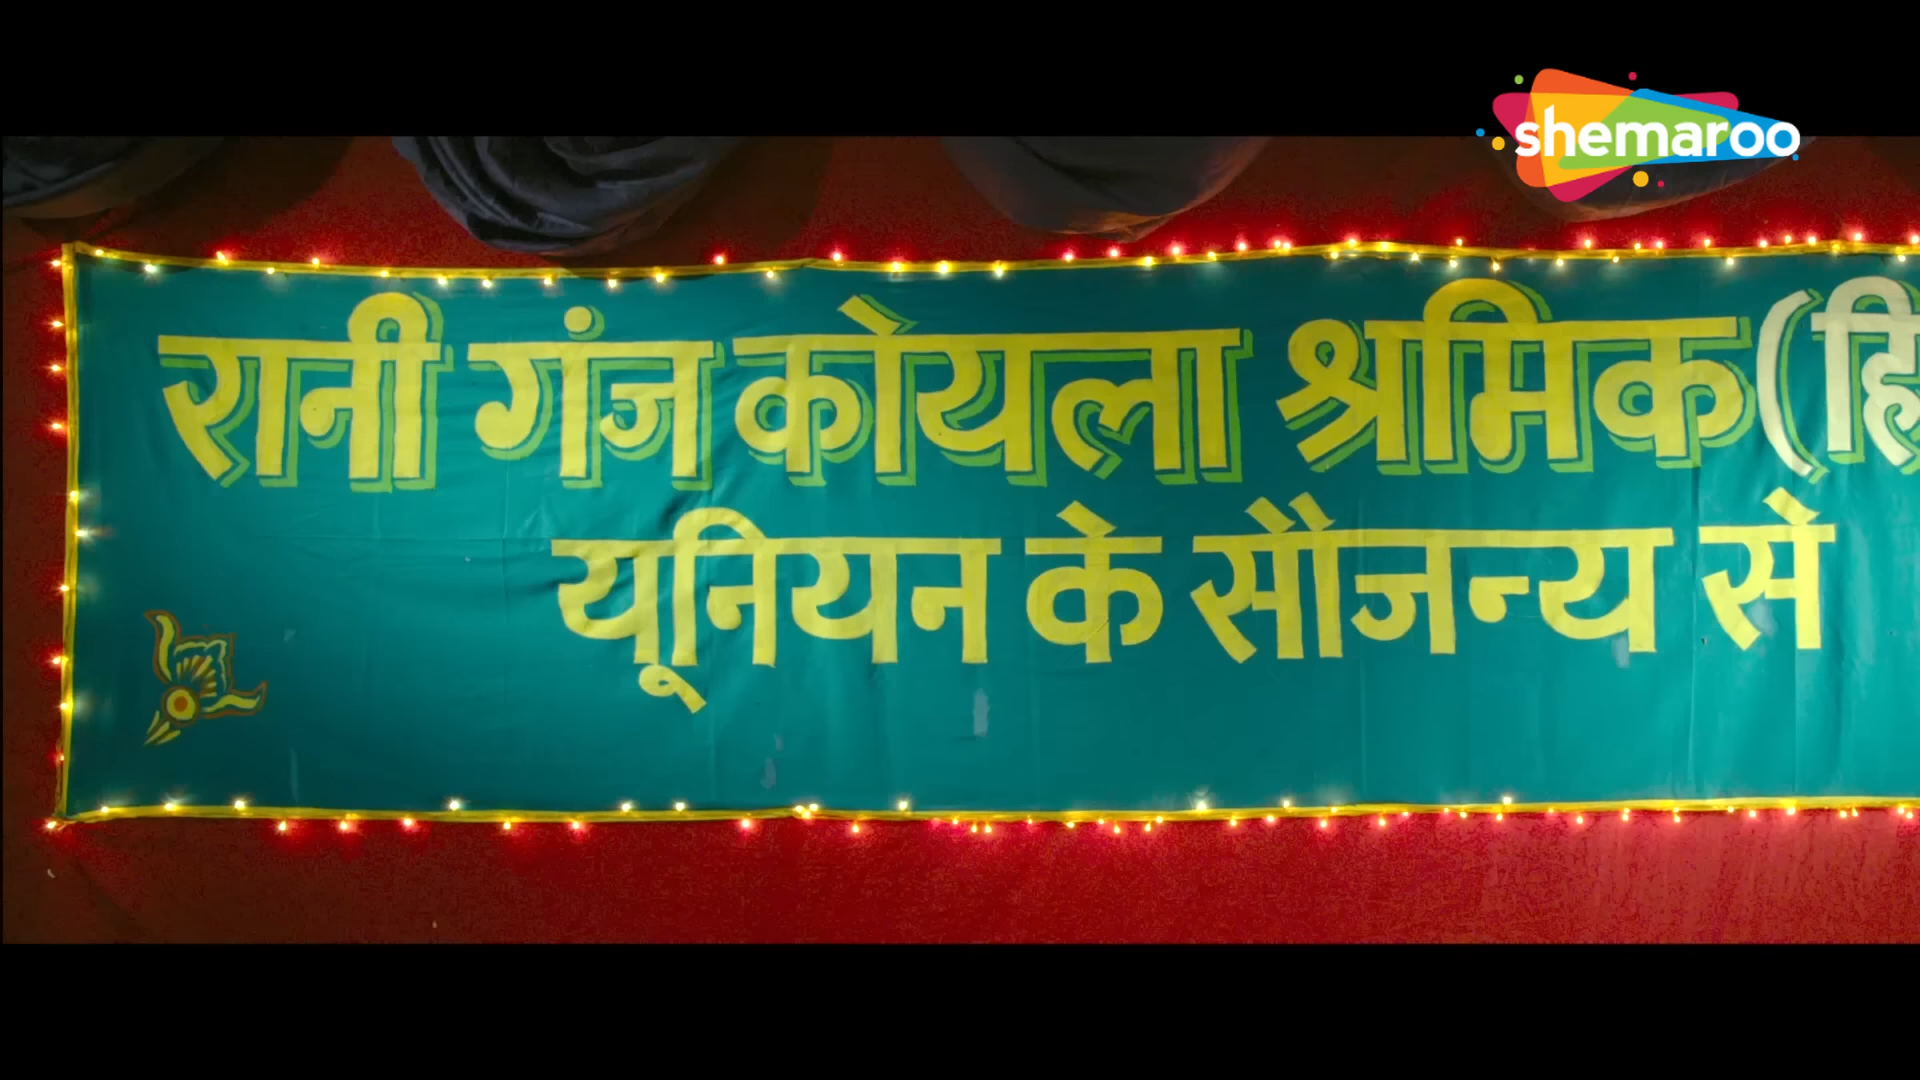 shemaroo
रानी गंज कोयला श्रमिक (हि
यूनियन के सौजन्य से